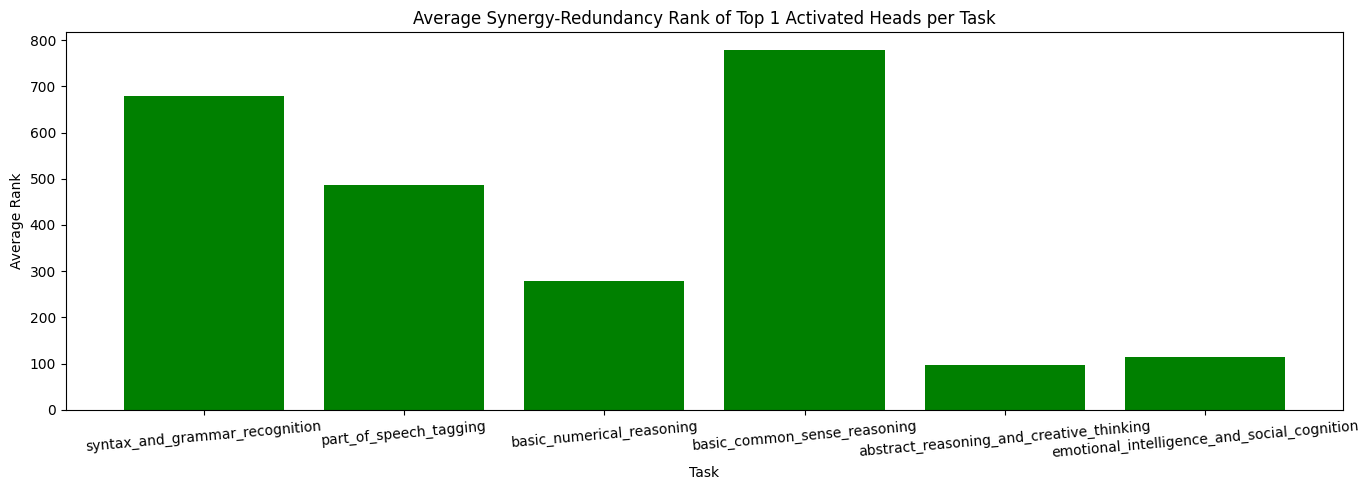 Average Synergy-Redundancy Rank of Top 1 Activated Heads per Task
Average Rank
800
700
600
500
400
300
200
100
0
syntax_and_grammar_recognition
part_of_speech_tagging
basic_numerical_reasoning
basic_common_sense_reasoning
abstract_reasoning_and_creative_thinking
emotional_intelligence_and_social_cognition
Task